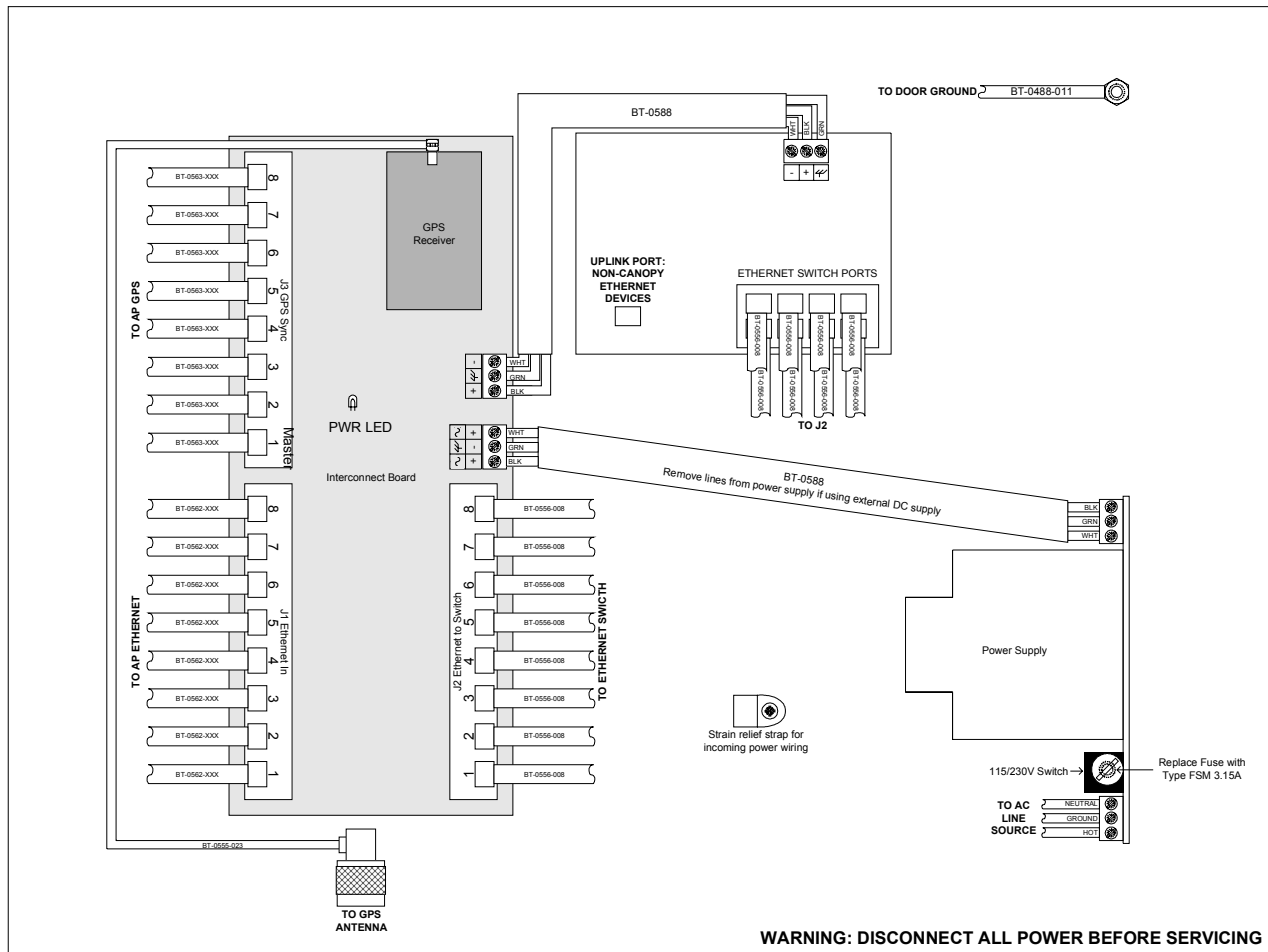 TO DOOR GROUND
BT-0488-011
BT-0588
WHT
BLK
GRN
-
+
GPS
Receiver
UPLINK PORT:
NON-CANOPY
ETHERNET
DEVICES
ETHERNET SWITCH PORTS
BT-0556-008
BT-0556-008
BT-0556-008
BT-0556-008
BT-0556-008
BT-0556-008
BT-0556-008
BT-0556-008
TO J2
TO AP GPS
BT-0563-XXX
8
BT-0563-XXX
7
BT-0563-XXX
6
BT-0563-XXX
5
BT-0563-XXX
4
BT-0563-XXX
3
BT-0563-XXX
2
BT-0563-XXX
1
J3 GPS Sync
Master
PWR LED
Interconnect Board
-
WHT
GRN
+
BLK
~
+
WHT
-
GRN
~
+
BLK
BT-0588
Remove lines from power supply if using external DC supply
BLK
GRN
WHT
TO AP ETHERNET
BT-0562-XXX
8
BT-0562-XXX
7
BT-0562-XXX
6
BT-0562-XXX
5
BT-0562-XXX
4
BT-0562-XXX
3
BT-0562-XXX
2
BT-0562-XXX
1
J1 Ethernet In
J2 Ethernet to Switch
8
BT-0556-008
7
BT-0556-008
6
BT-0556-008
5
BT-0556-008
4
BT-0556-008
3
BT-0556-008
2
BT-0556-008
1
BT-0556-008
TO ETHERNET SWICTH
Power Supply
Strain relief strap for
incoming power wiring
115/230V Switch
Replace Fuse with
Type FSM 3.15A
TO AC
LINE
SOURCE
NEUTRAL
GROUND
HOT
BT-0555-023
TO GPS
ANTENNA
WARNING: DISCONNECT ALL POWER BEFORE SERVICING